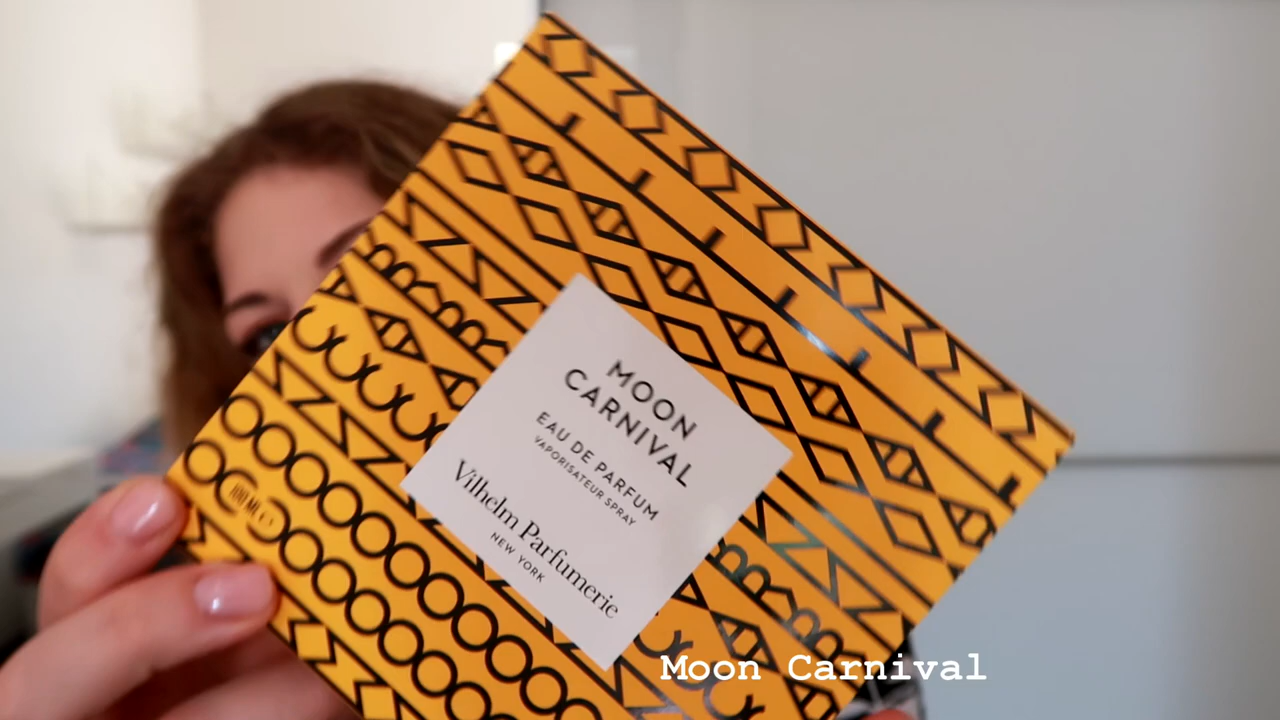 MOON
CARNIVAL
EAU DE PARFUM
VAPORISATEUR SPRAY
Vilhelm Parfumerie
NEW YORK
100 ML ℮
Moon Carnival